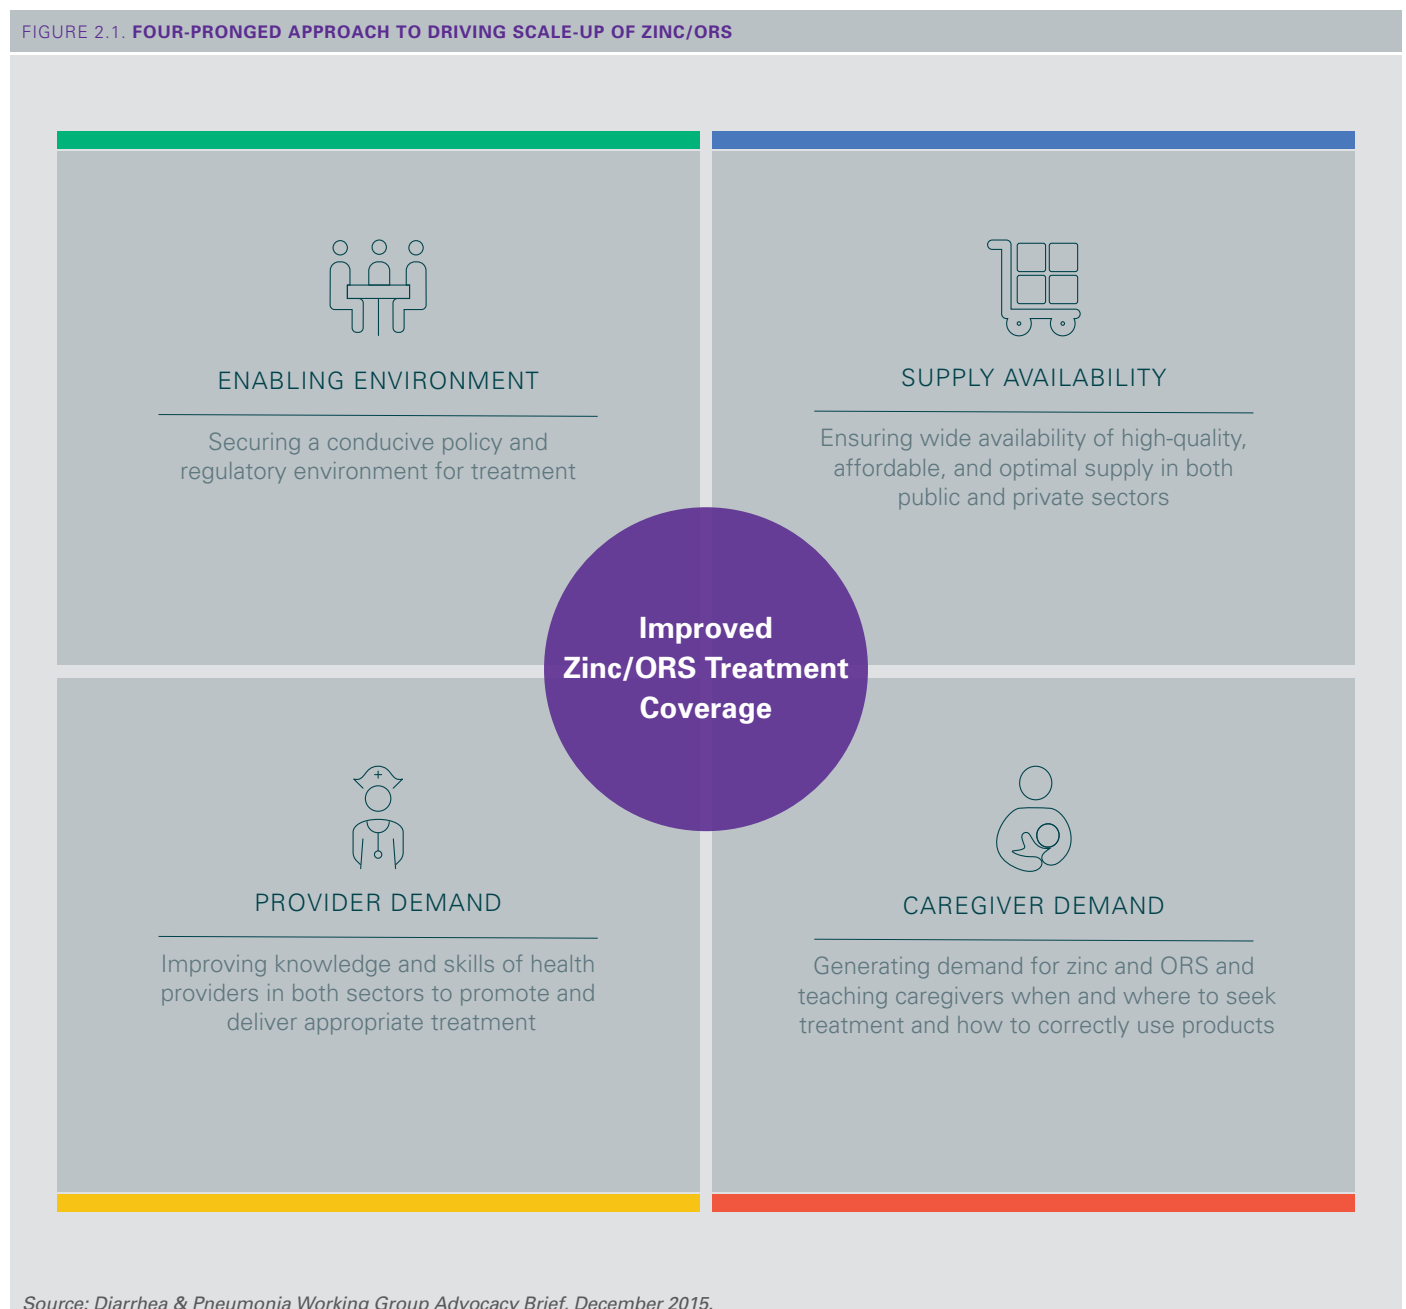 FIGURE 2.1. FOUR-PRONGED APPROACH TO DRIVING SCALE-UP OF ZINC/ORS
ENABLING ENVIRONMENT
Securing a conducive policy and
regulatory environment for treatment
SUPPLY AVAILABILITY
Ensuring wide availability of high-quality,
affordable, and optimal supply in both
public and private sectors
Improved
Zinc/ORS Treatment
Coverage
PROVIDER DEMAND
Improving knowledge and skills of health
providers in both sectors to promote and
deliver appropriate treatment
CAREGIVER DEMAND
Generating demand for zinc and ORS and
teaching caregivers when and where to seek
treatment and how to correctly use products
Source: Diarrhea & Pneumonia Working Group Advocacy Brief, December 2015.